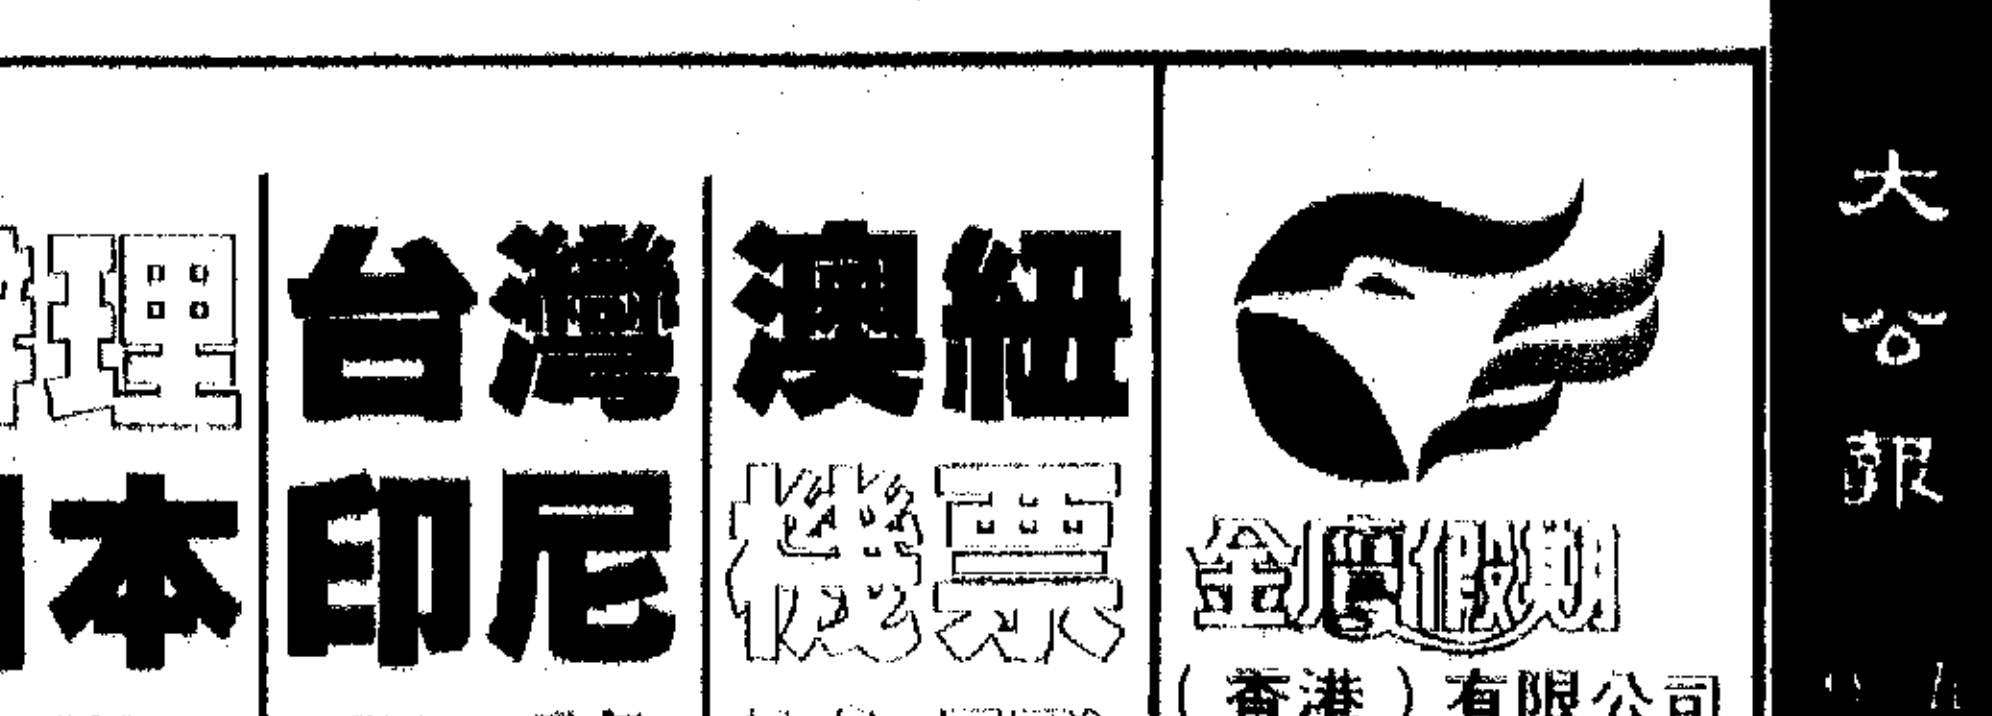 理
台灣
澳紐
本
印尼
機票
金鳳假期
(香港)有限公司
大公報